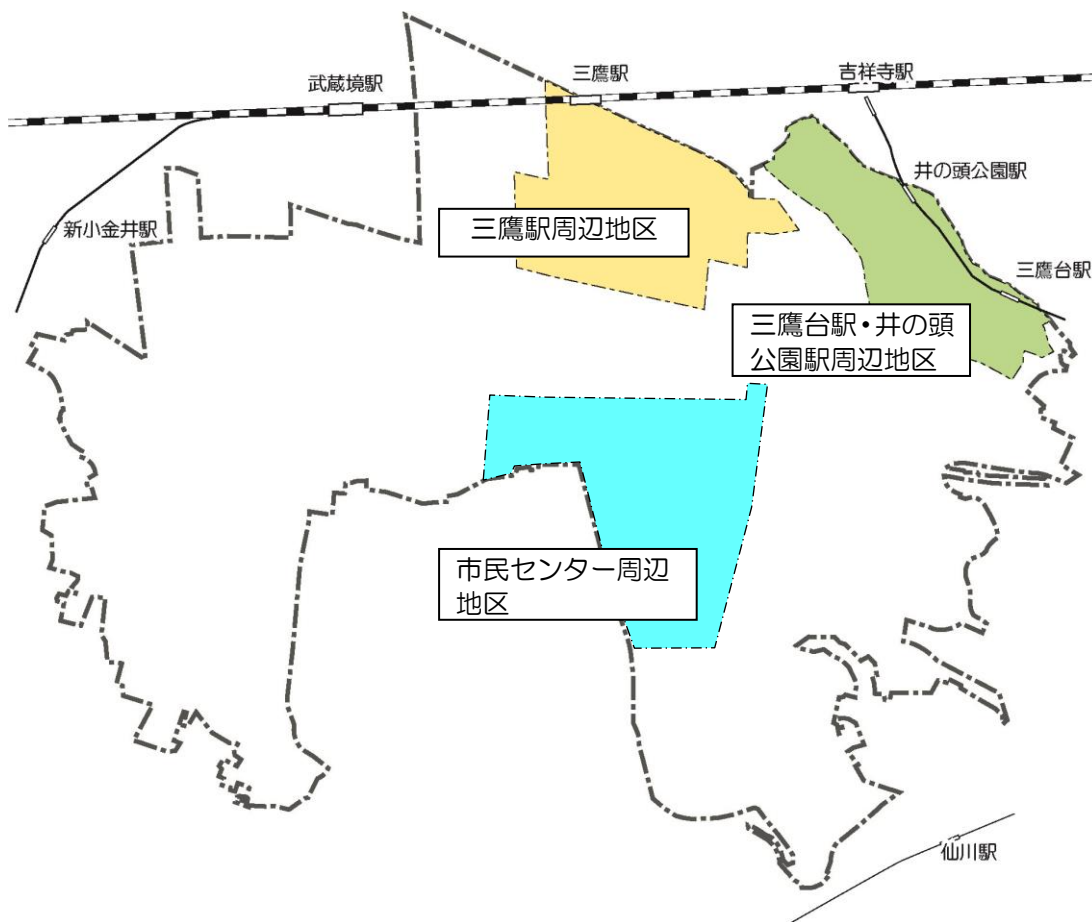 武蔵境駅
三鷹駅
吉祥寺駅
井の頭公園駅
新小金井駅
三鷹駅周辺地区
三鷹台駅
三鷹台駅・井の頭
公園駅周辺地区
市民センター周辺
地区
仙川駅